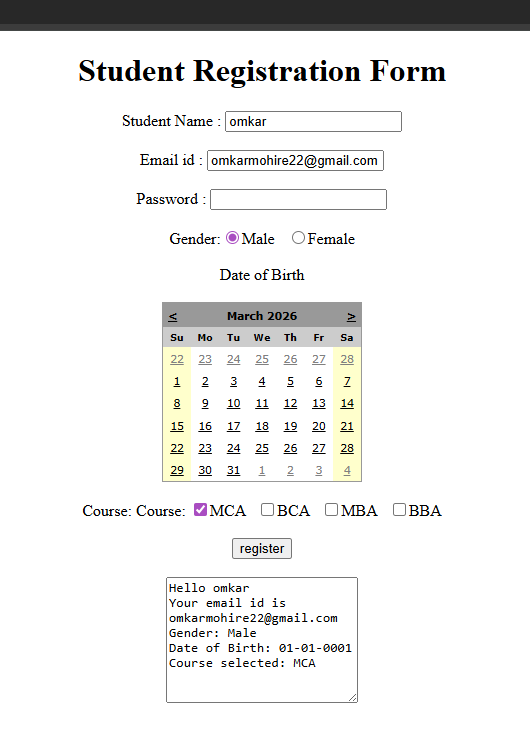 Student Registration Form
Student Name : omkar
Email id : omkarmohire22@gmail.com
Password :
Gender: Male Female
Date of Birth
< March 2026 >
Su Mo Tu We Th Fr Sa
22 23 24 25 26 27 28
1 2 3 4 5 6 7
8 9 10 11 12 13 14
15 16 17 18 19 20 21
22 23 24 25 26 27 28
29 30 31 1 2 3 4
Course: Course: MCA BCA MBA BBA
register
Hello omkar
Your email id is
omkarmohire22@gmail.com
Gender: Male
Date of Birth: 01-01-0001
Course selected: MCA